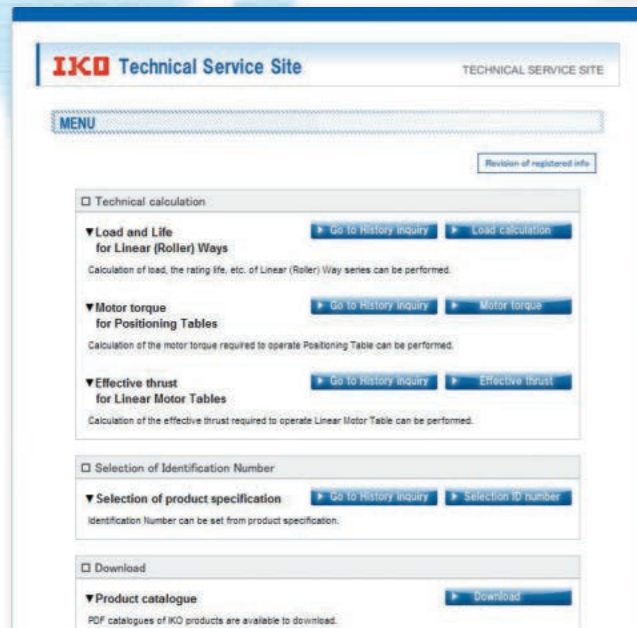 IKO Technical Service Site
TECHNICAL SERVICE SITE
MENU
Revision of registered info
□ Technical calculation
▼Load and Life
for Linear (Roller) Ways
▶ Go to History Inquiry
▶ Load calculation
Calculation of load, the rating life, etc. of Linear (Roller) Way series can be performed.
▼Motor torque
for Positioning Tables
▶ Go to History Inquiry
▶ Motor torque
Calculation of the motor torque required to operate Positioning Table can be performed.
▼Effective thrust
for Linear Motor Tables
▶ Go to History Inquiry
▶ Effective thrust
Calculation of the effective thrust required to operate Linear Motor Table can be performed.
□ Selection of Identification Number
▼Selection of product specification
▶ Go to History Inquiry
▶ Selection ID number
Identification Number can be set from product specification.
□ Download
▼Product catalogue
▶ Download
PDF catalogues of IKO products are available to download.